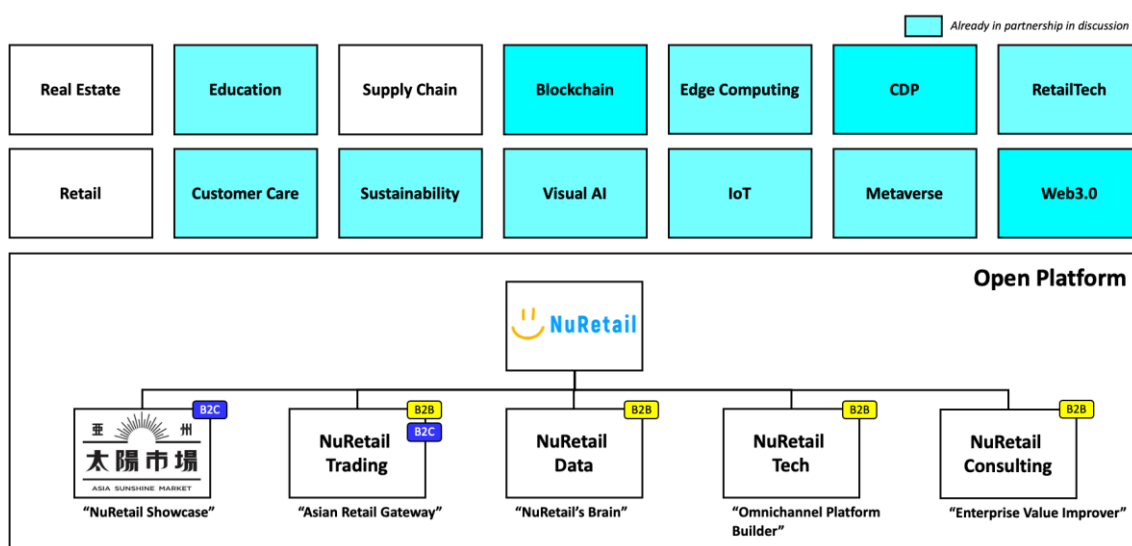 Already in partnership in discussion
Real Estate
Education
Supply Chain
Blockchain
Edge Computing
CDP
RetailTech
Retail
Customer Care
Sustainability
Visual AI
IoT
Metaverse
Web3.0
Open Platform
NuRetail
B2C
亜 州
太陽市場
ASIA SUNSHINE MARKET
“NuRetail Showcase”
B2B
B2C
NuRetail
Trading
“Asian Retail Gateway”
B2B
NuRetail
Data
“NuRetail’s Brain”
B2B
NuRetail
Tech
“Omnichannel Platform
Builder”
B2B
NuRetail
Consulting
“Enterprise Value Improver”